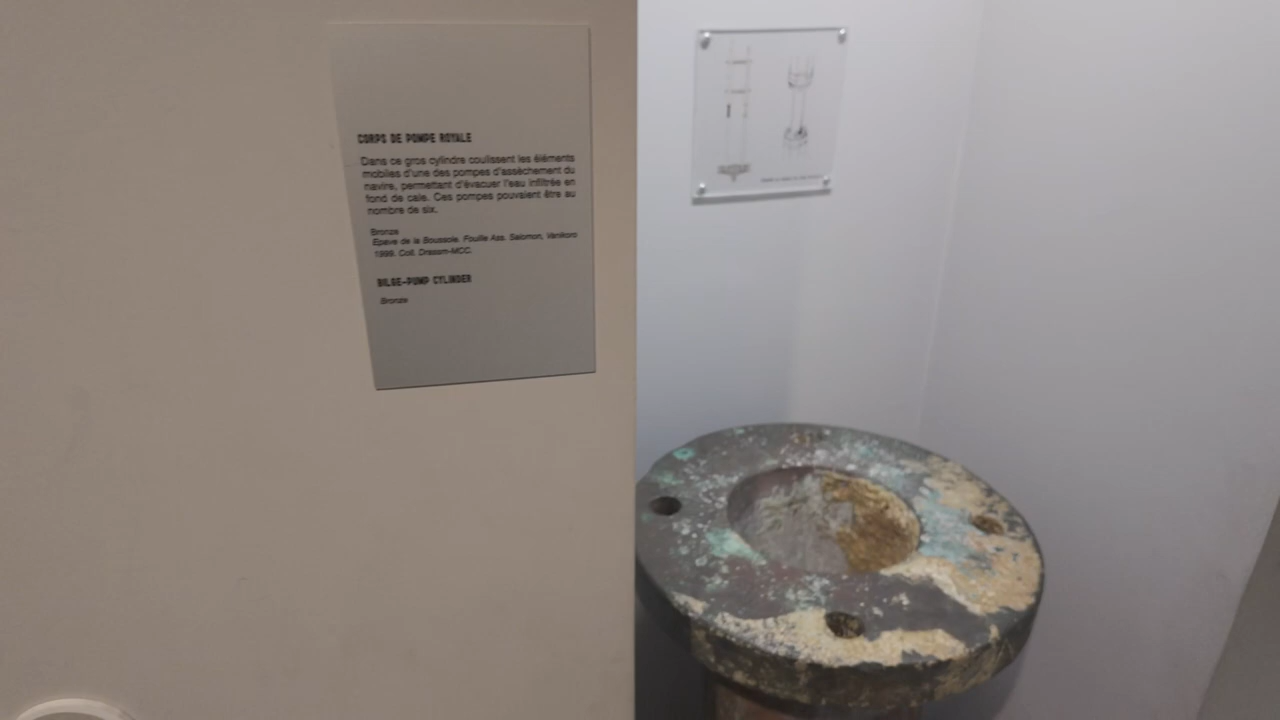 CORPS DE POMPE ROYALE
Dans ce gros cylindre coulissent les éléments
mobiles d'une des pompes d'assèchement du
navire, permettant d'évacuer l'eau infiltrée en
fond de cale. Ces pompes pouvaient être au
nombre de six.
Bronze
Epave de la Boussole. Fouille Ass. Salomon, Vanikoro
1999. Coll. Drassm-MCC.
BILGE-PUMP CYLINDER
Bronze